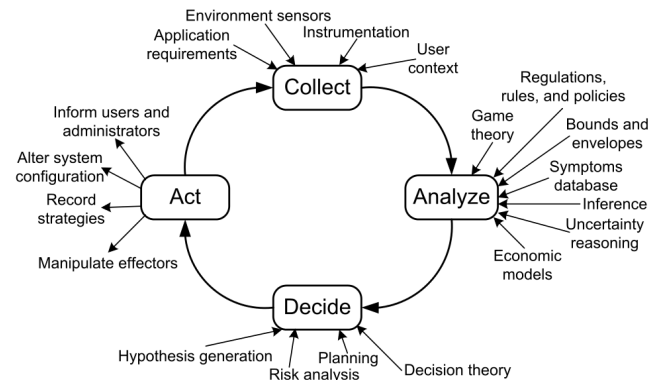 Environment sensors
Application
requirements
Instrumentation
User
context
Collect
Regulations,
rules, and policies
Game
theory
Bounds and
envelopes
Symptoms
database
Inference
Uncertainty
reasoning
Economic
models
Analyze
Inform users and
administrators
Alter system
configuration
Record
strategies
Manipulate effectors
Act
Decide
Hypothesis generation
Risk analysis
Planning
Decision theory